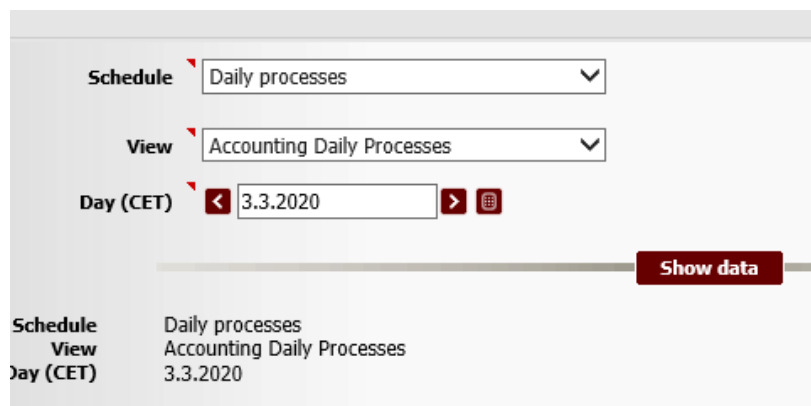 Schedule Daily processes
View Accounting Daily Processes
Day (CET) 3.3.2020
Show data
Schedule Daily processes
View Accounting Daily Processes
Day (CET) 3.3.2020